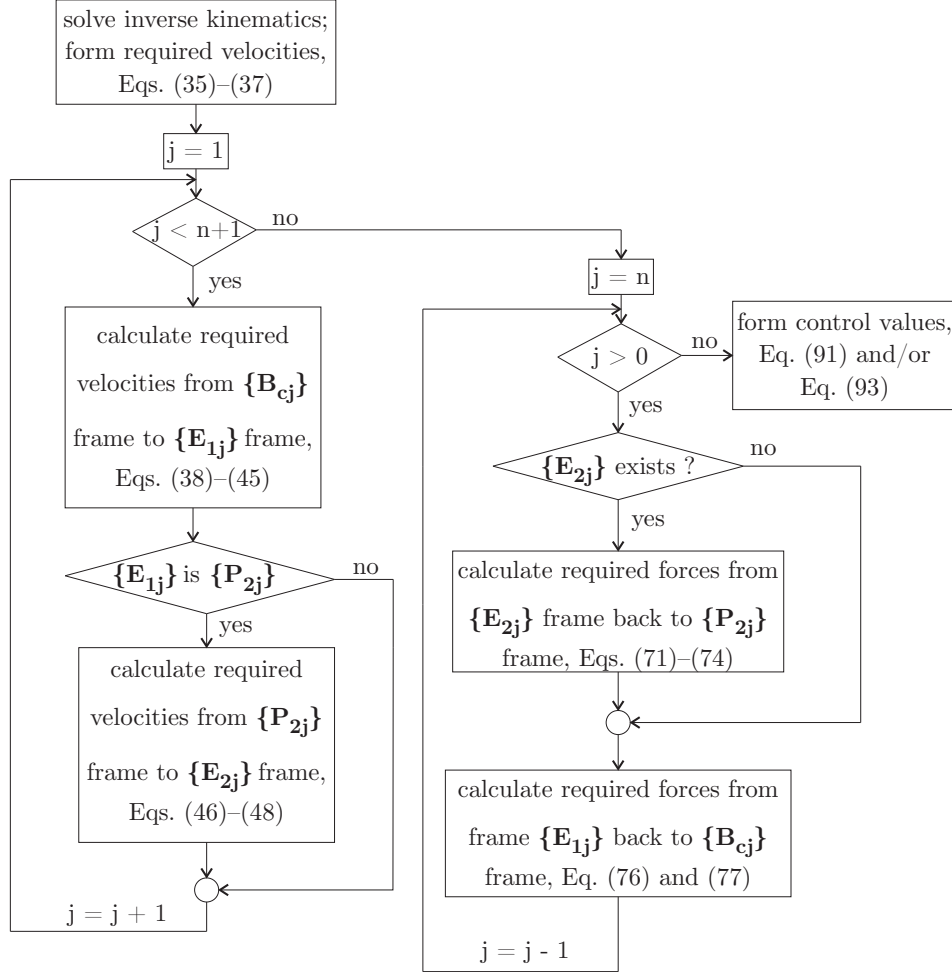 solve inverse kinematics;
form required velocities,
Eqs. (35)–(37)
j = 1
j < n+1
no
yes
calculate required
velocities from {B_cj}
frame to {E_1j} frame,
Eqs. (38)–(45)
{E_1j} is {P_2j}
no
yes
calculate required
velocities from {P_2j}
frame to {E_2j} frame,
Eqs. (46)–(48)
j = j + 1
j = n
j > 0
no
form control values,
Eq. (91) and/or
Eq. (93)
yes
{E_2j} exists ?
no
yes
calculate required forces from
{E_2j} frame back to {P_2j}
frame, Eqs. (71)–(74)
calculate required forces from
frame {E_1j} back to {B_cj}
frame, Eq. (76) and (77)
j = j - 1